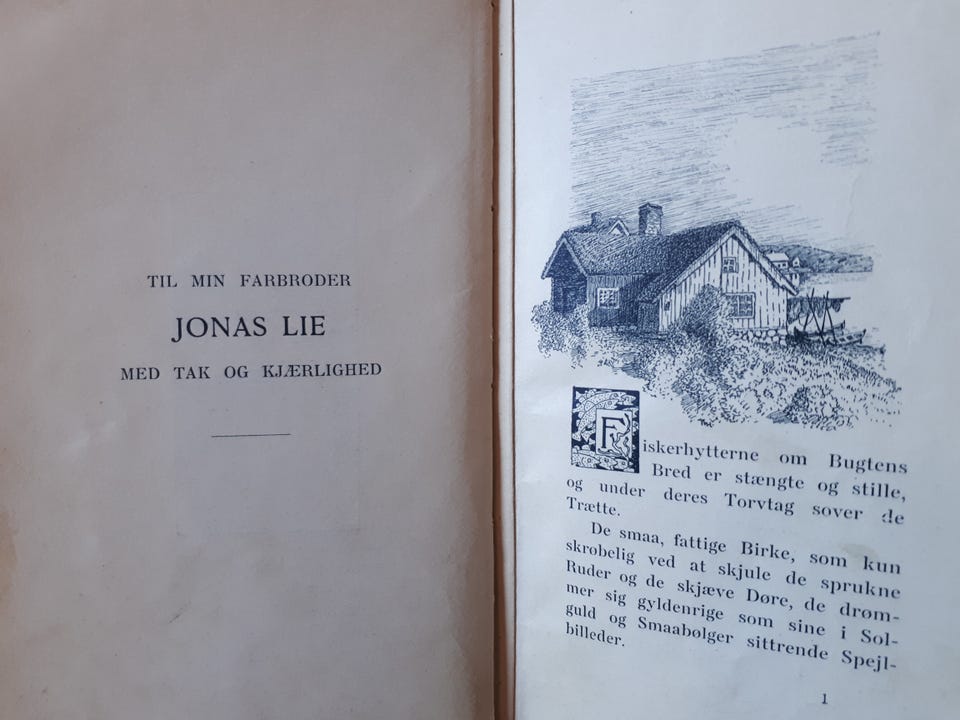 TIL MIN FARBRODER
JONAS LIE
MED TAK OG KJÆRLIGHED
Fiskerhytterne om Bugtens
Bred er stængte og stille,
og under deres Torvtag sover de
Trætte.
De smaa, fattige Birke, som kun
skrøbelig ved at skjule de sprukne
Ruder og de skjæve Døre, de drøm-
mer sig gyldenrige som sine i Sol-
guld og Smaabølger sittrende Spejl-
billeder.
1